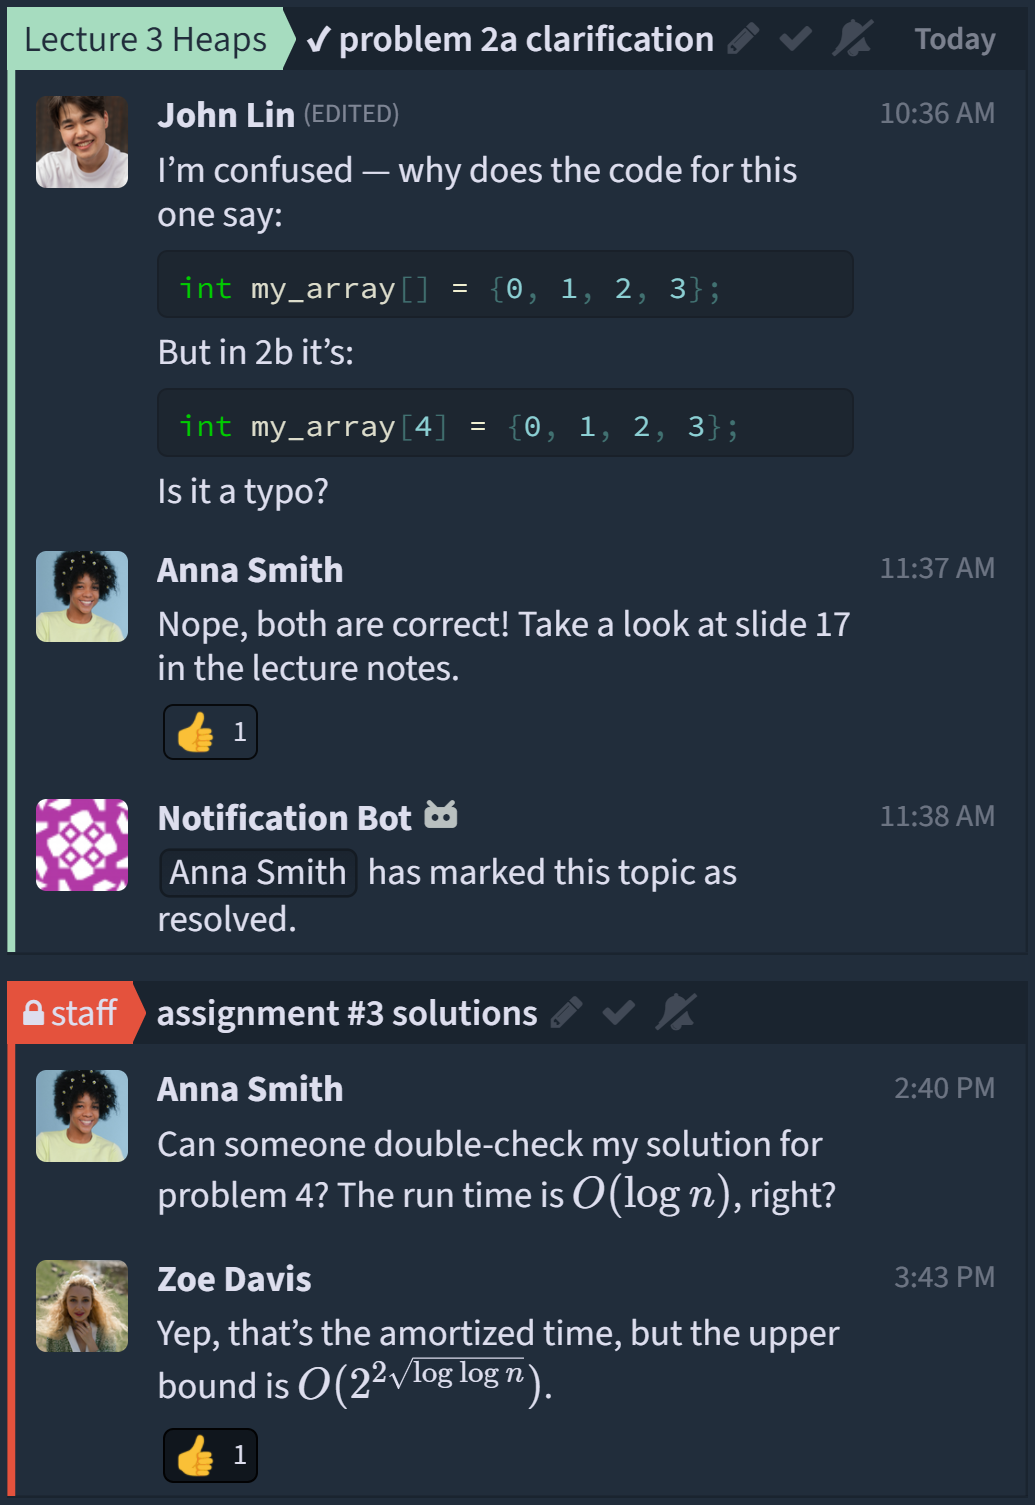 Lecture 3 Heaps ✓ problem 2a clarification Today
John Lin (EDITED) 10:36 AM
I’m confused — why does the code for this
one say:
int my_array[] = {0, 1, 2, 3};
But in 2b it’s:
int my_array[4] = {0, 1, 2, 3};
Is it a typo?
Anna Smith 11:37 AM
Nope, both are correct! Take a look at slide 17
in the lecture notes.
👍 1
Notification Bot 11:38 AM
Anna Smith has marked this topic as
resolved.
staff assignment #3 solutions
Anna Smith 2:40 PM
Can someone double-check my solution for
problem 4? The run time is O(log n), right?
Zoe Davis 3:43 PM
Yep, that’s the amortized time, but the upper
bound is O(2^{2√(log log n)}).
👍 1